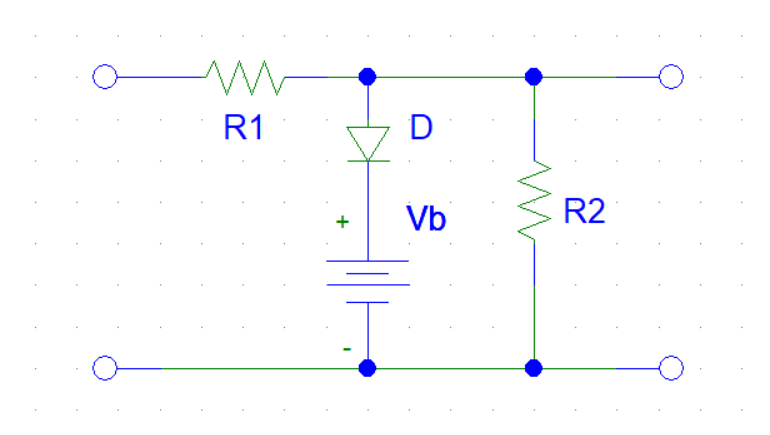 R1
D
+
Vb
R2
-